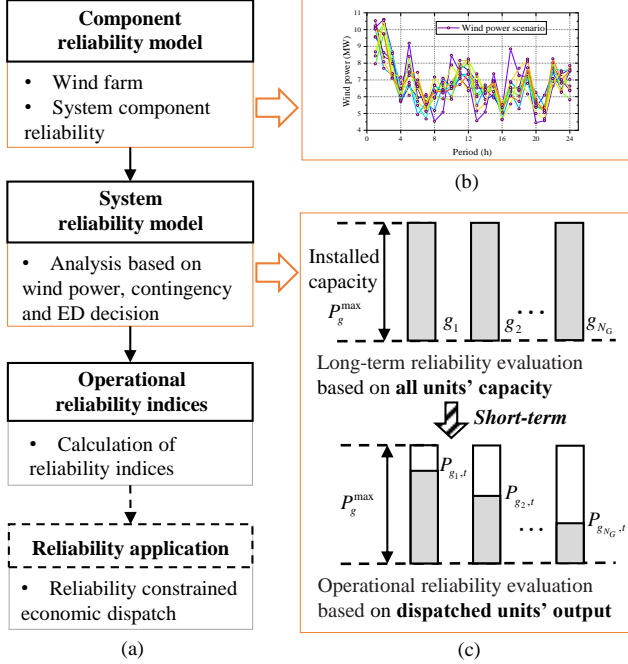 Component
reliability model
• Wind farm
• System component
reliability
System
reliability model
• Analysis based on
wind power, contingency
and ED decision
Operational
reliability indices
• Calculation of
reliability indices
Reliability application
• Reliability constrained
economic dispatch
(a)
Wind power (MW)
11
10
9
8
7
6
5
4
Wind power scenario
0 4 8 12 16 20 24
Period (h)
(b)
Installed
capacity
P_g^max
g_1 g_2 ··· g_{N_G}
Long-term reliability evaluation
based on all units' capacity
Short-term
P_g^max
P_{g_1,t}
P_{g_2,t}
··· P_{g_{N_G},t}
Operational reliability evaluation
based on dispatched units' output
(c)